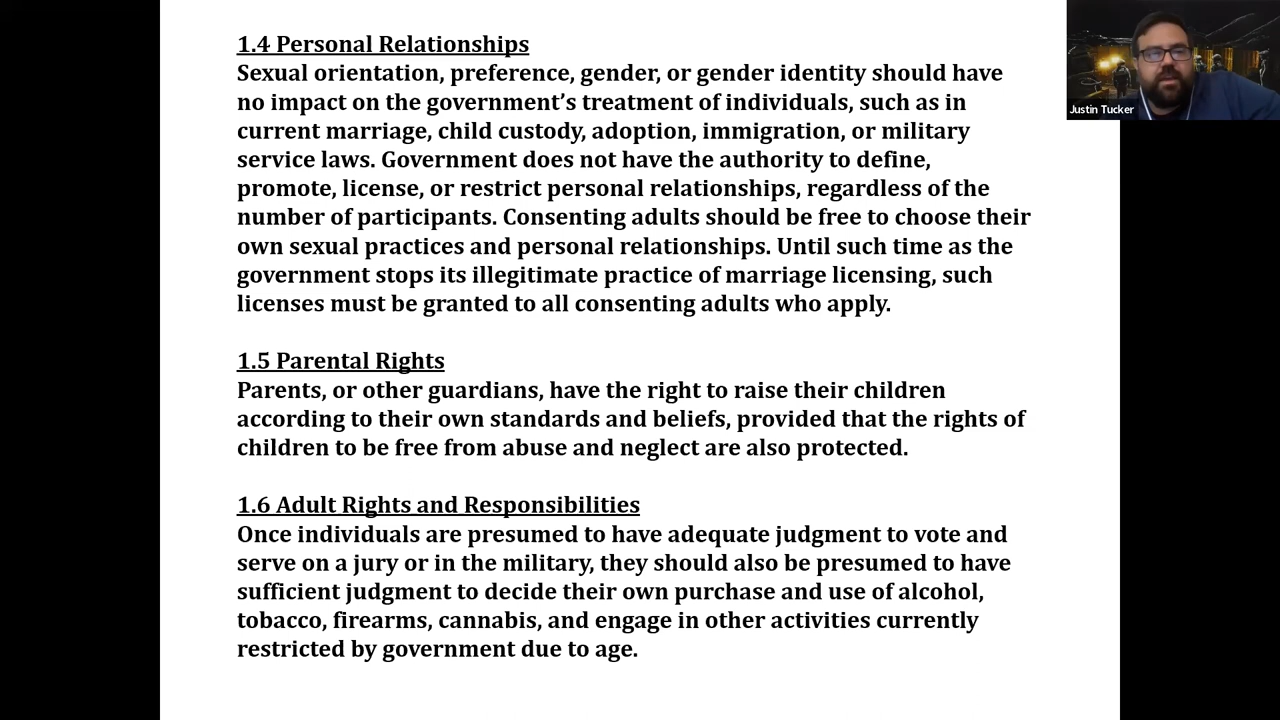 1.4 Personal Relationships
Sexual orientation, preference, gender, or gender identity should have
no impact on the government’s treatment of individuals, such as in
current marriage, child custody, adoption, immigration, or military
service laws. Government does not have the authority to define,
promote, license, or restrict personal relationships, regardless of the
number of participants. Consenting adults should be free to choose their
own sexual practices and personal relationships. Until such time as the
government stops its illegitimate practice of marriage licensing, such
licenses must be granted to all consenting adults who apply.
1.5 Parental Rights
Parents, or other guardians, have the right to raise their children
according to their own standards and beliefs, provided that the rights of
children to be free from abuse and neglect are also protected.
1.6 Adult Rights and Responsibilities
Once individuals are presumed to have adequate judgment to vote and
serve on a jury or in the military, they should also be presumed to have
sufficient judgment to decide their own purchase and use of alcohol,
tobacco, firearms, cannabis, and engage in other activities currently
restricted by government due to age.
Justin Tucker